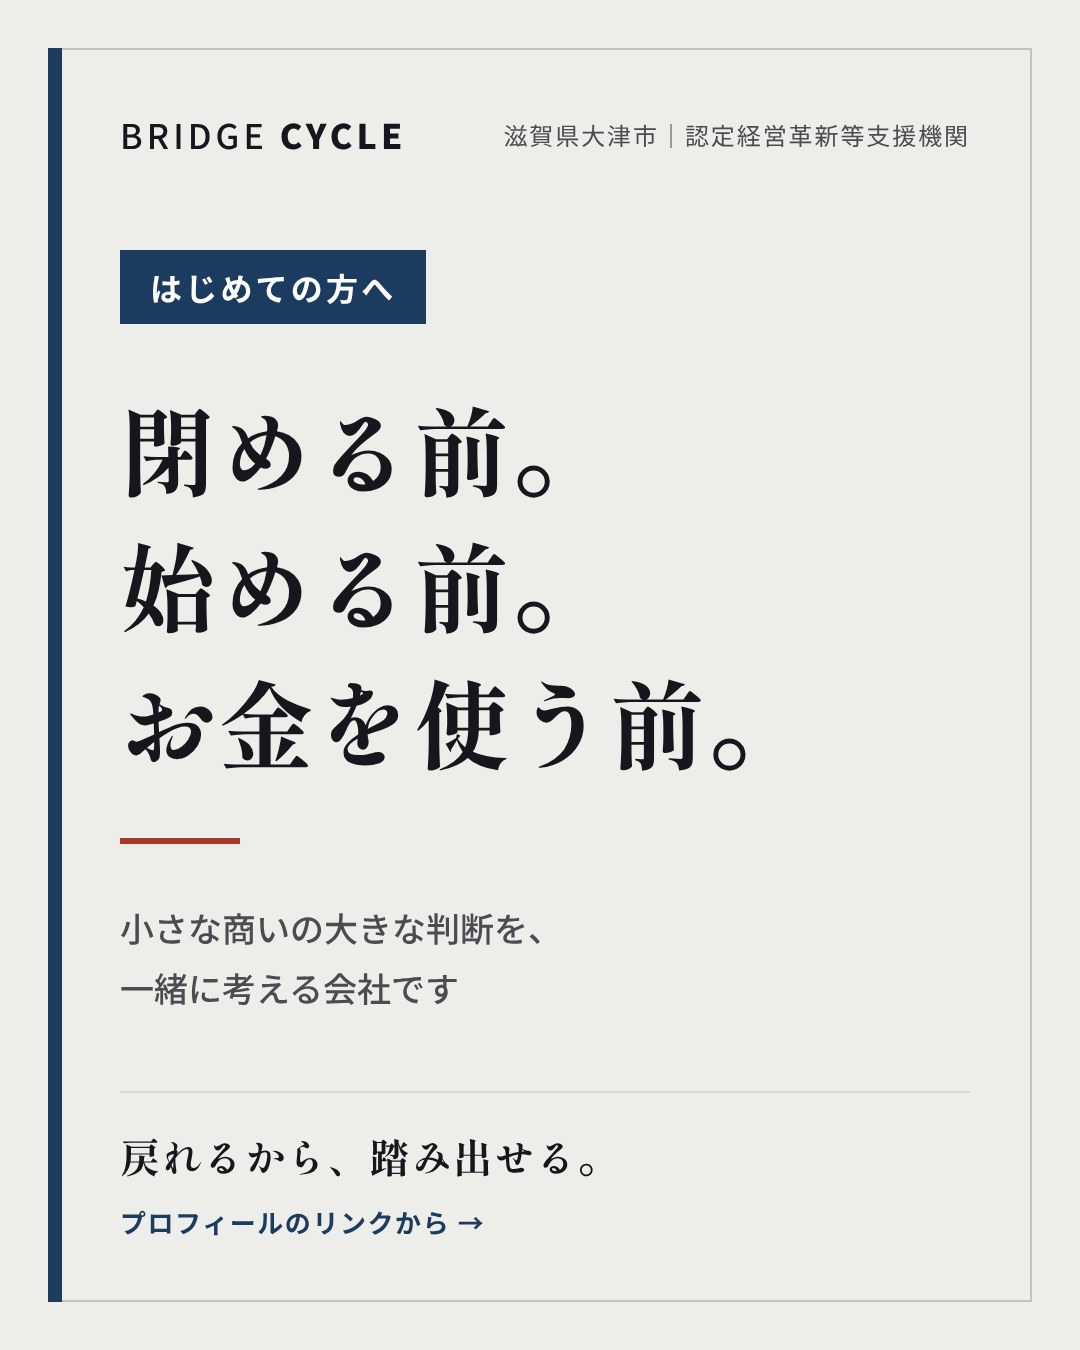 BRIDGE CYCLE
滋賀県大津市｜認定経営革新等支援機関
はじめての方へ
閉める前。
始める前。
お金を使う前。
小さな商いの大きな判断を、
一緒に考える会社です
戻れるから、踏み出せる。
プロフィールのリンクから →